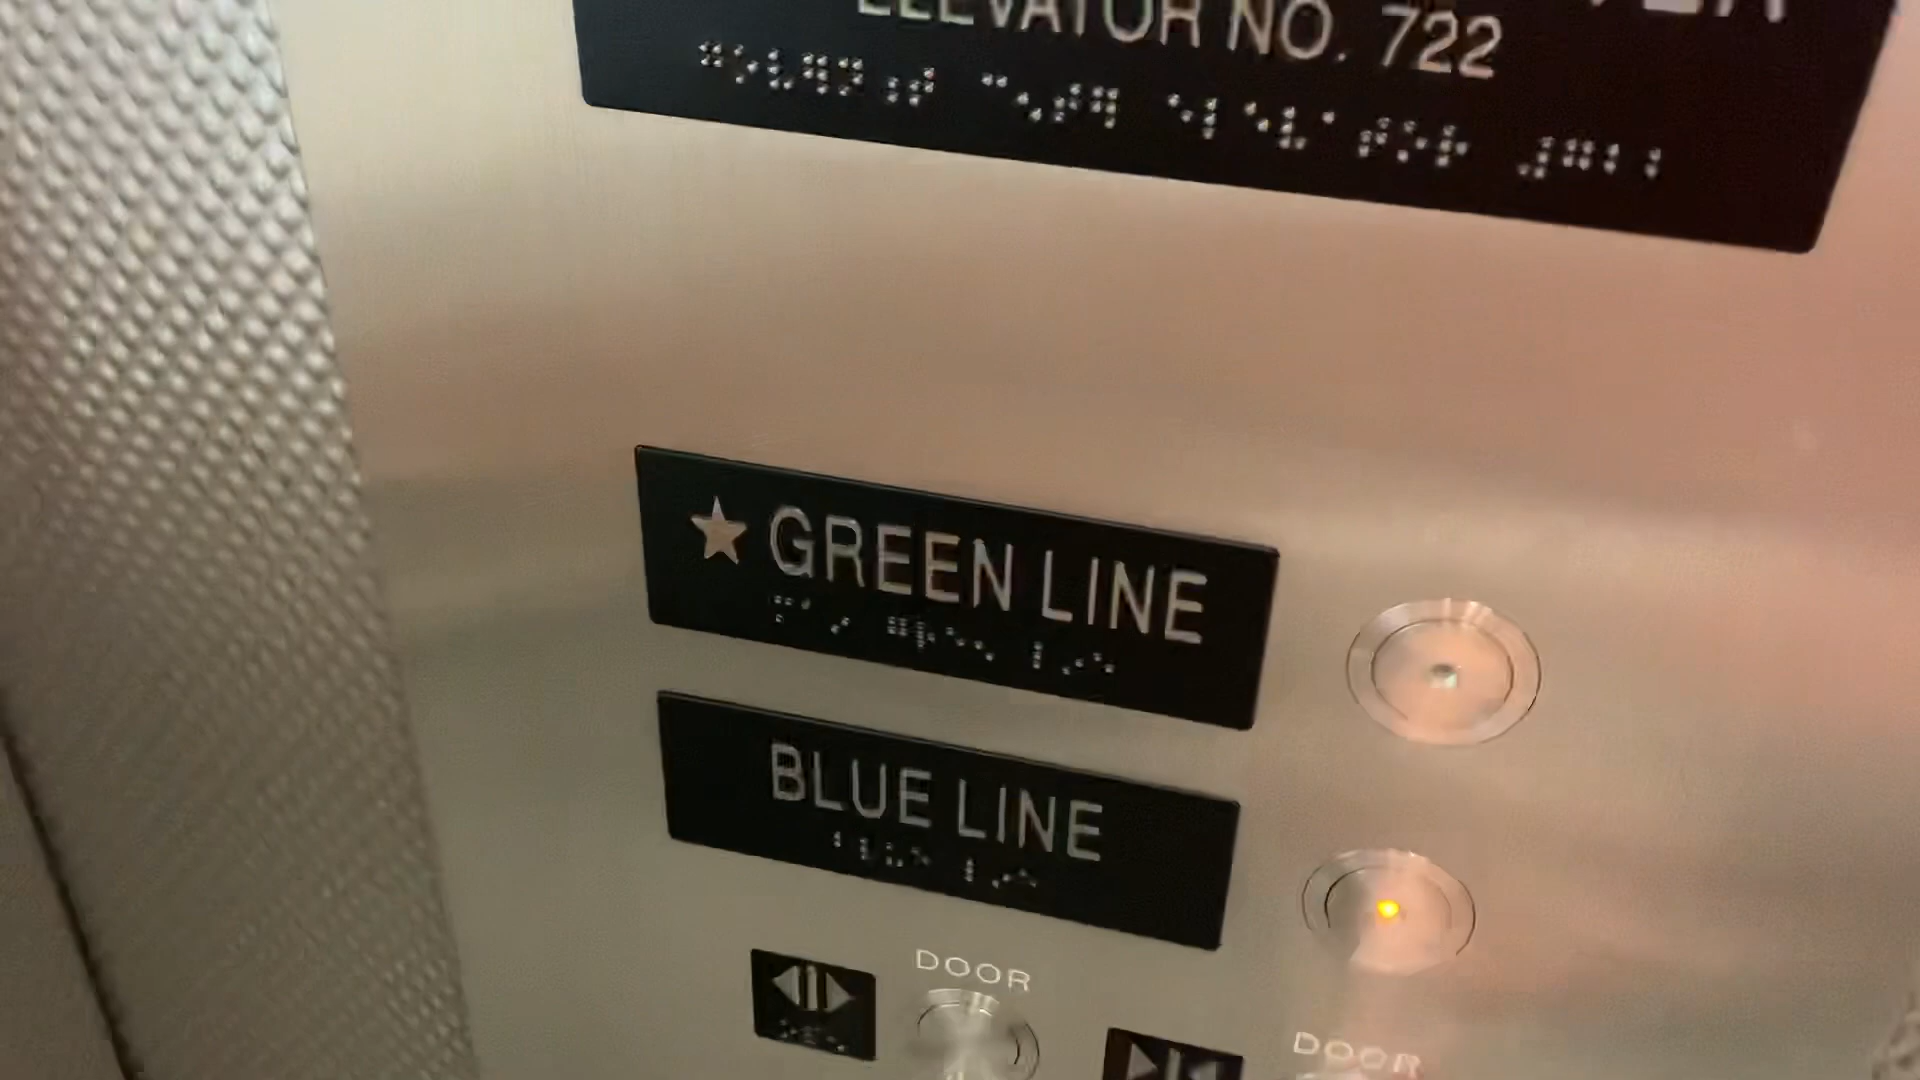 ELEVATOR NO. 722
★ GREEN LINE
BLUE LINE
DOOR
DOOR